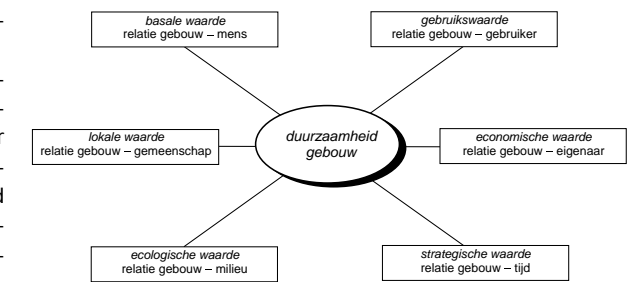 basale waarde
relatie gebouw – mens
gebruikswaarde
relatie gebouw – gebruiker
lokale waarde
relatie gebouw – gemeenschap
duurzaamheid
gebouw
economische waarde
relatie gebouw – eigenaar
ecologische waarde
relatie gebouw – milieu
strategische waarde
relatie gebouw – tijd